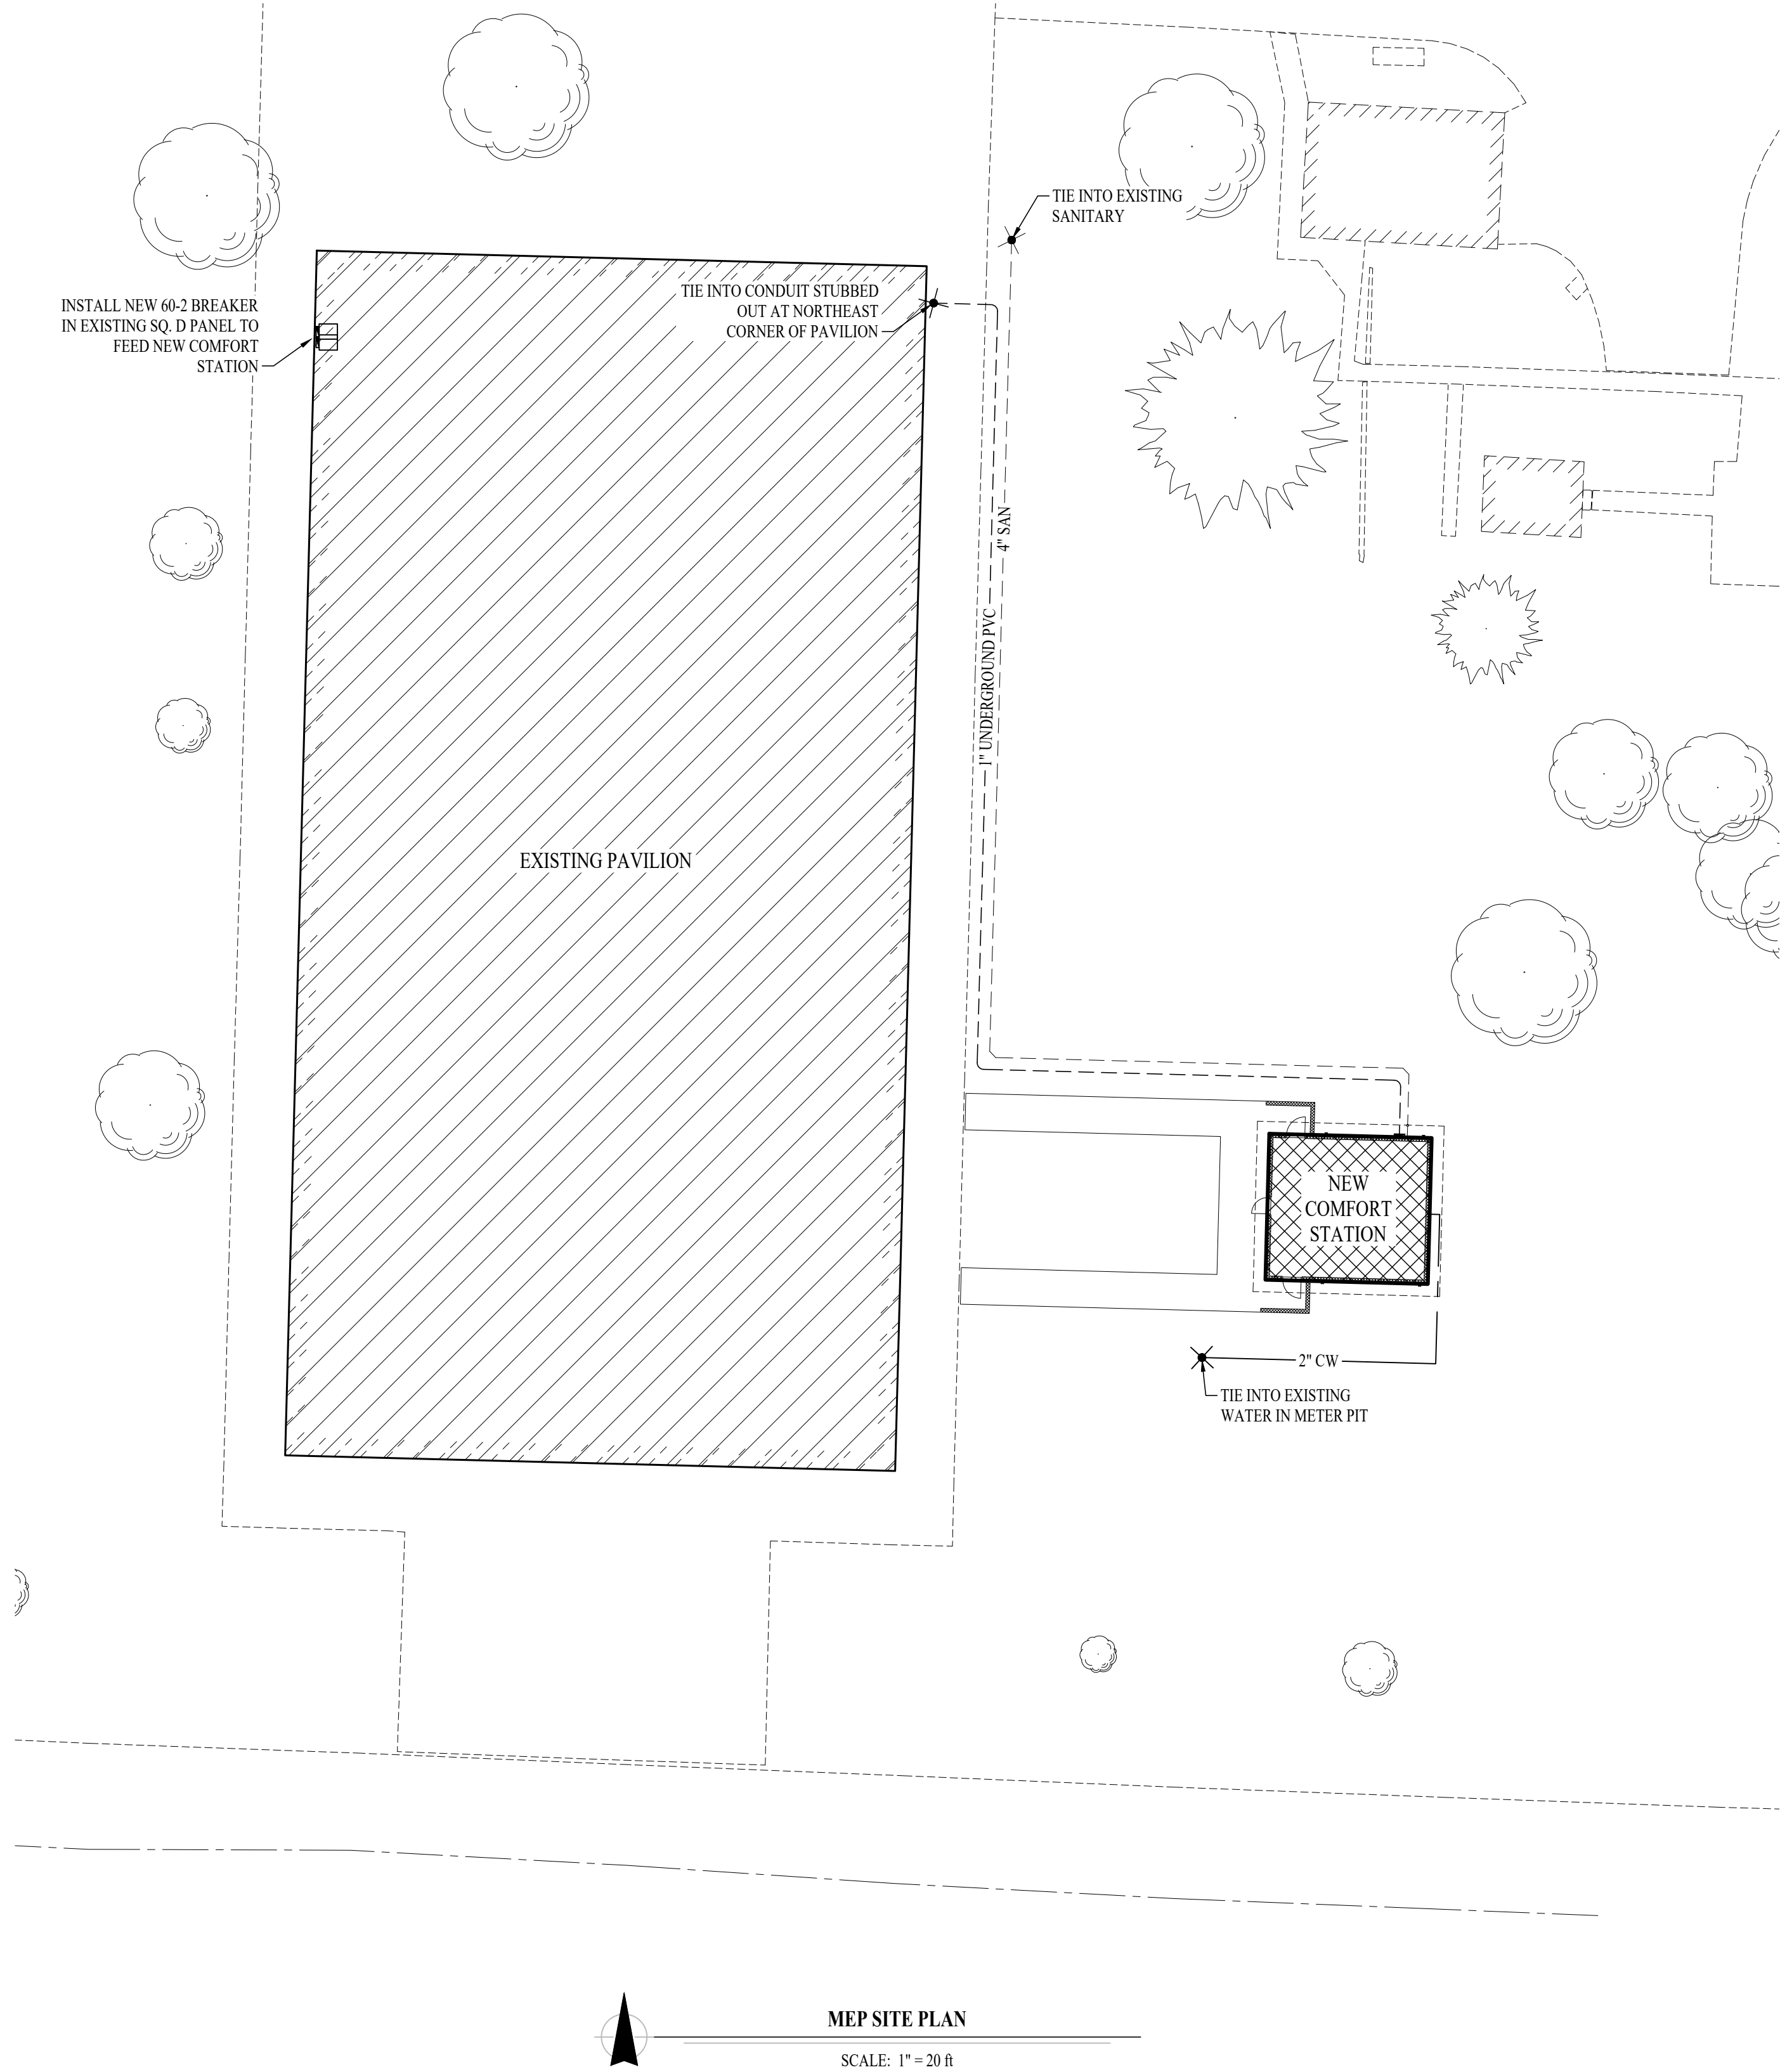 TIE INTO EXISTING
SANITARY
INSTALL NEW 60-2 BREAKER
IN EXISTING SQ. D PANEL TO
FEED NEW COMFORT
STATION
TIE INTO CONDUIT STUBBED
OUT AT NORTHEAST
CORNER OF PAVILION
4" SAN
1" UNDERGROUND PVC
EXISTING PAVILION
NEW
COMFORT
STATION
2" CW
TIE INTO EXISTING
WATER IN METER PIT
MEP SITE PLAN
SCALE: 1" = 20 ft